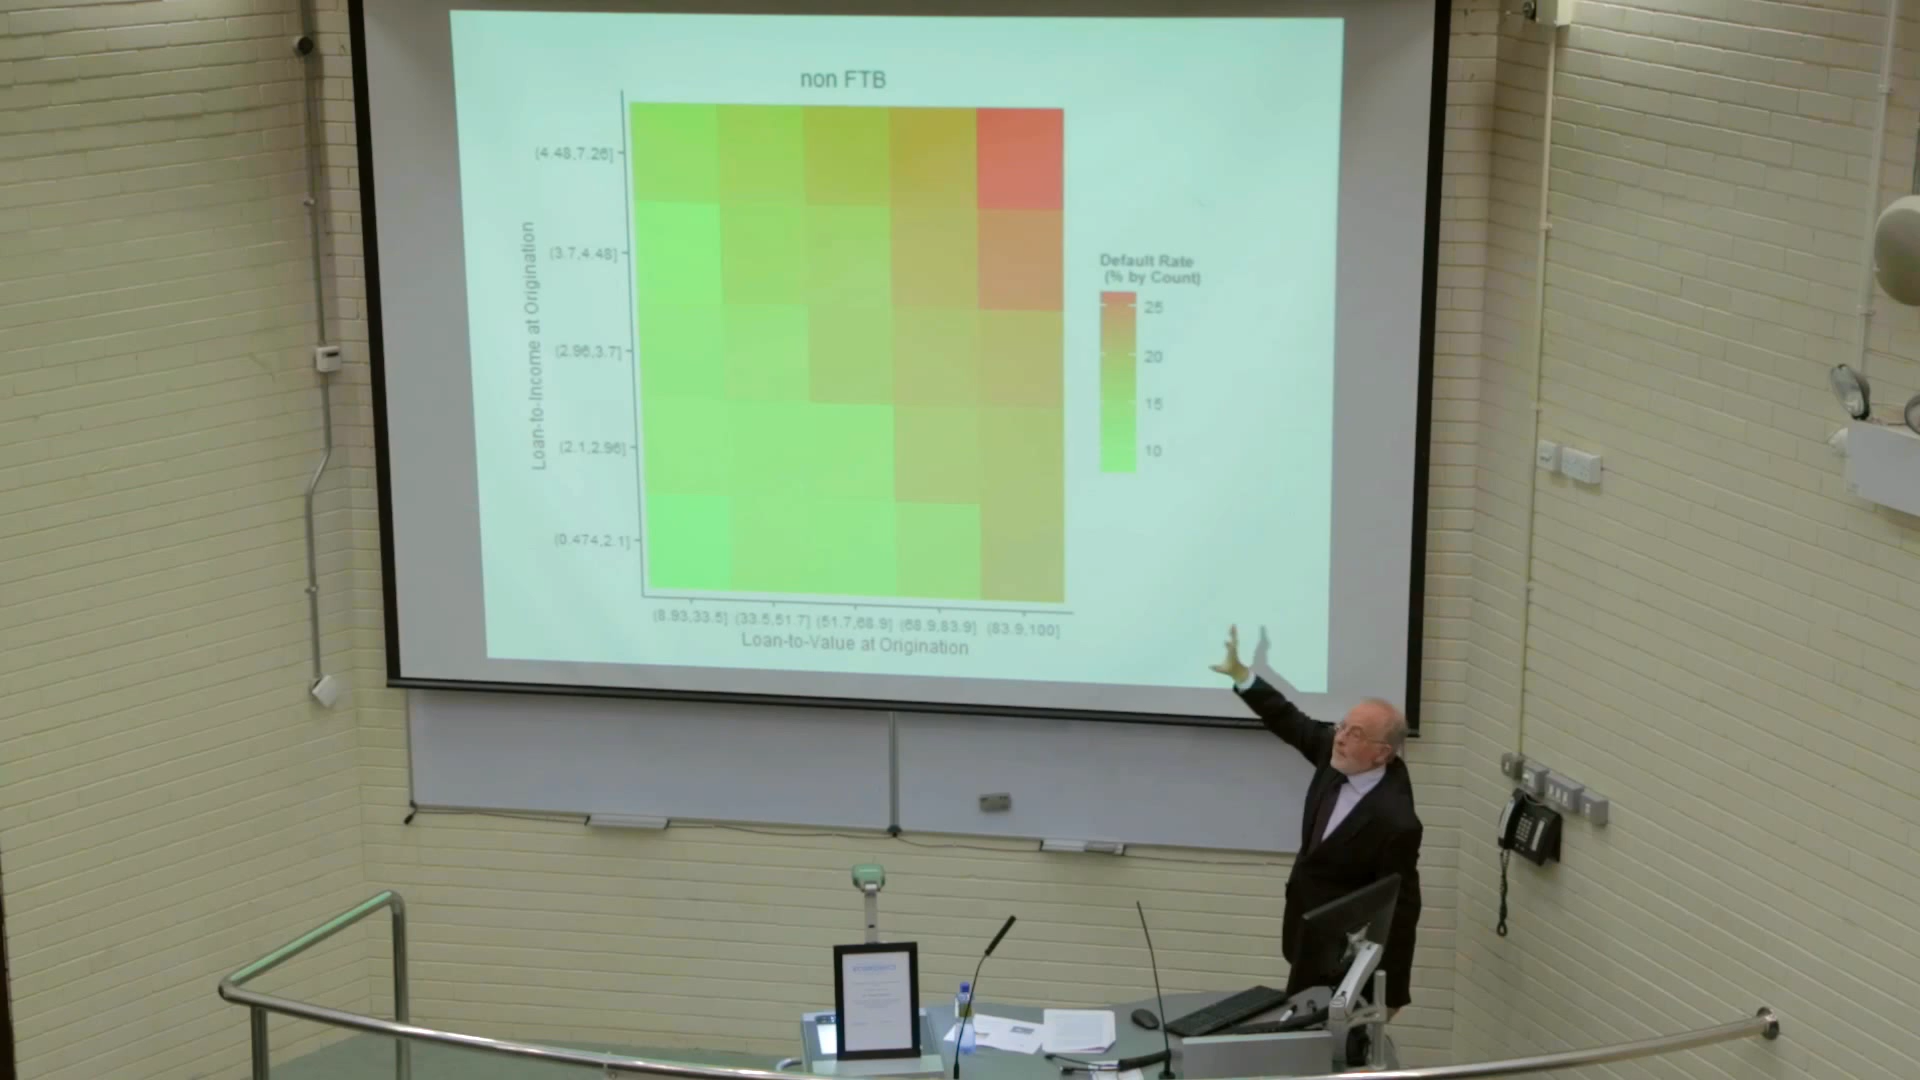 non FTB
(4.48,7.26]
(3.7,4.48]
(2.96,3.7]
(2.1,2.96]
(0.474,2.1]
Loan-to-Income at Origination
(8.93,33.5] (33.5,51.7] (51.7,68.9] (68.9,83.9] (83.9,100]
Loan-to-Value at Origination
Default Rate
(% by Count)
25
20
15
10